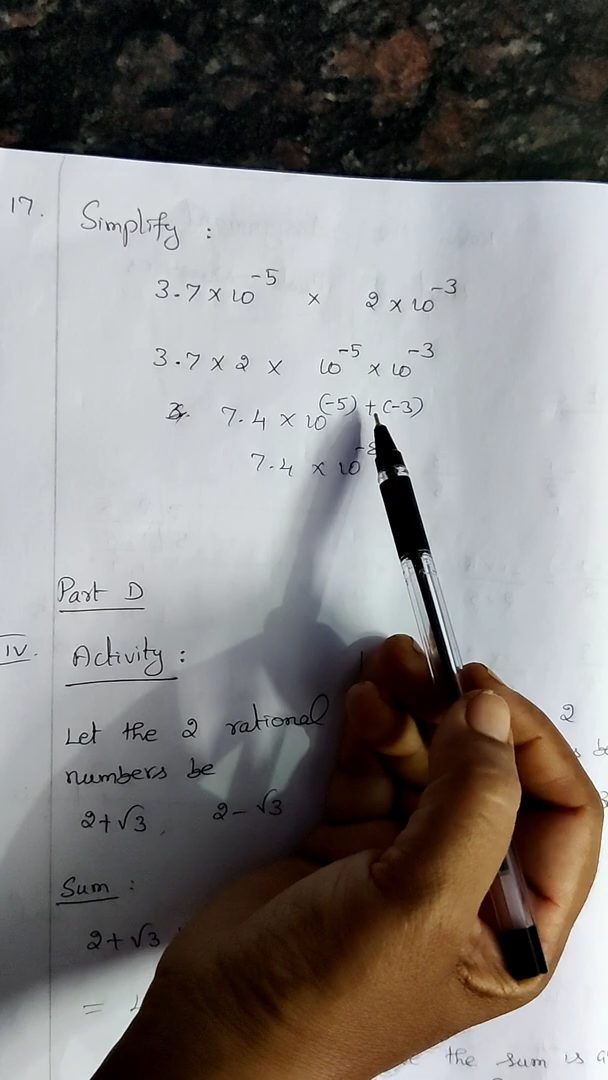 17. Simplify :
3.7 × 10⁻⁵ × 2 × 10⁻³
3.7 × 2 × 10⁻⁵ × 10⁻³
7.4 × 10⁽⁻⁵⁾ ⁺ ⁽⁻³⁾
7.4 × 10⁻⁸
Part D
IV. Activity :
Let the 2 rational 2
numbers be
2+√3, 2-√3
Sum :
2+√3
=
the sum is